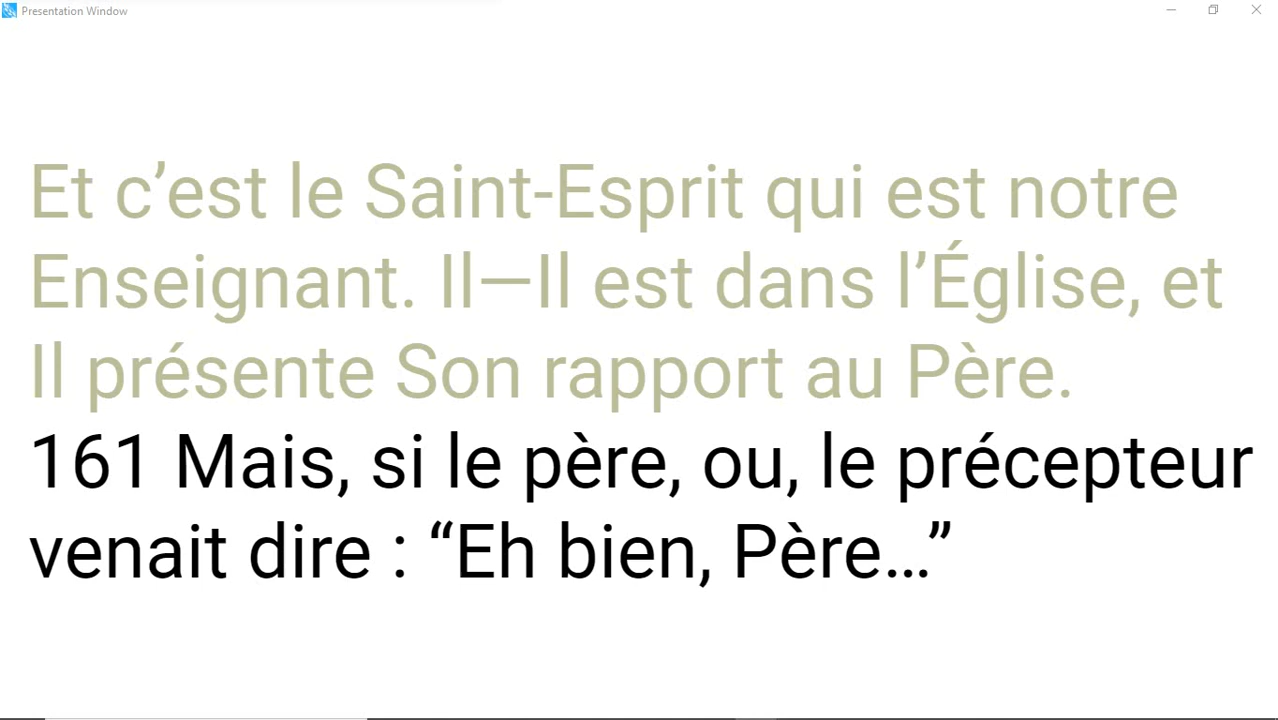 Presentation Window
Et c’est le Saint-Esprit qui est notre
Enseignant. Il—Il est dans l’Église, et
Il présente Son rapport au Père.
161 Mais, si le père, ou, le précepteur
venait dire : “Eh bien, Père…”